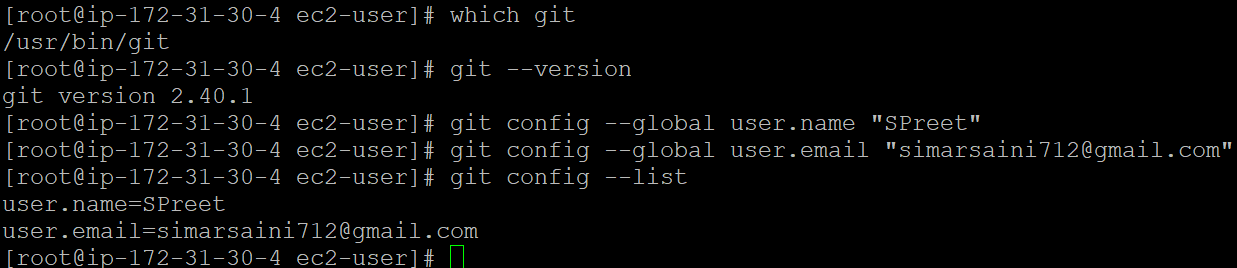 [root@ip-172-31-30-4 ec2-user]# which git
/usr/bin/git
[root@ip-172-31-30-4 ec2-user]# git --version
git version 2.40.1
[root@ip-172-31-30-4 ec2-user]# git config --global user.name "SPreet"
[root@ip-172-31-30-4 ec2-user]# git config --global user.email "simarsaini712@gmail.com"
[root@ip-172-31-30-4 ec2-user]# git config --list
user.name=SPreet
user.email=simarsaini712@gmail.com
[root@ip-172-31-30-4 ec2-user]#